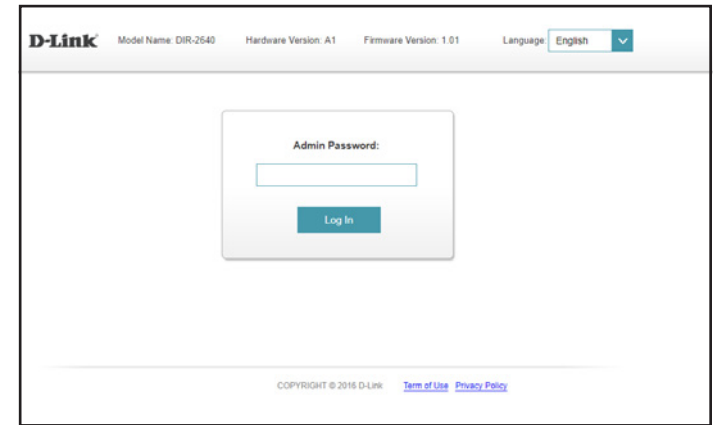 D-Link Model Name: DIR-2640 Hardware Version: A1 Firmware Version: 1.01 Language: English
Admin Password:
Log In
COPYRIGHT © 2016 D-Link Term of Use Privacy Policy